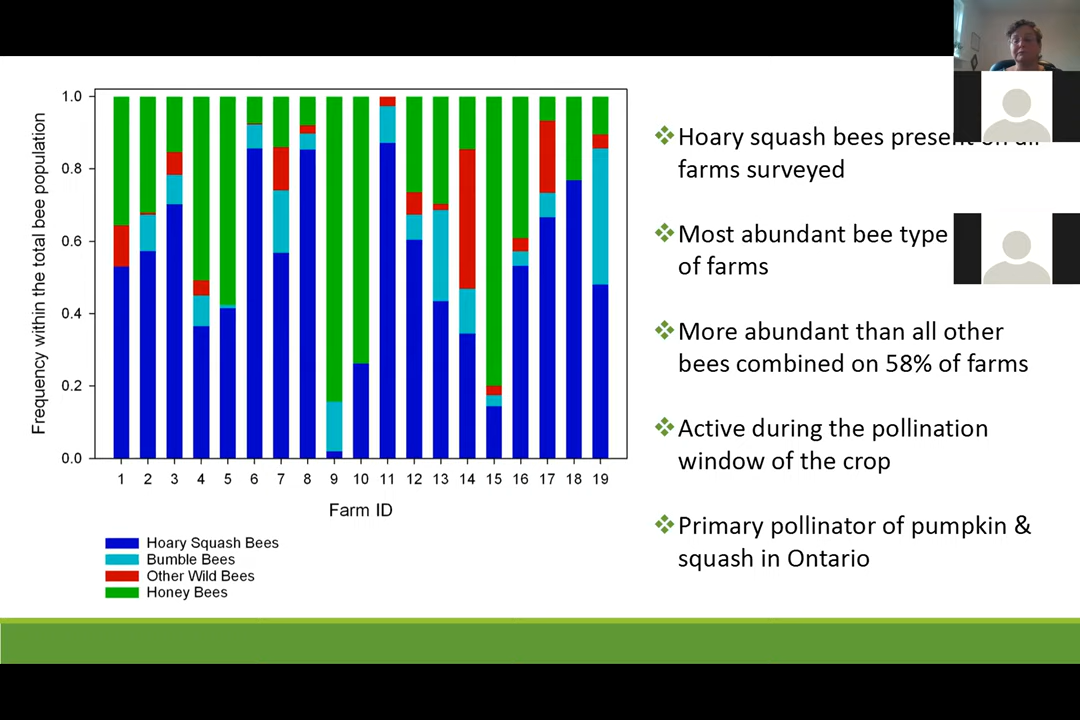 1.0
0.8
0.6
0.4
0.2
0.0
Frequency within the total bee population
1 2 3 4 5 6 7 8 9 10 11 12 13 14 15 16 17 18 19
Farm ID
Hoary Squash Bees
Bumble Bees
Other Wild Bees
Honey Bees
Hoary squash bees present on all
farms surveyed
Most abundant bee type
of farms
More abundant than all other
bees combined on 58% of farms
Active during the pollination
window of the crop
Primary pollinator of pumpkin &
squash in Ontario